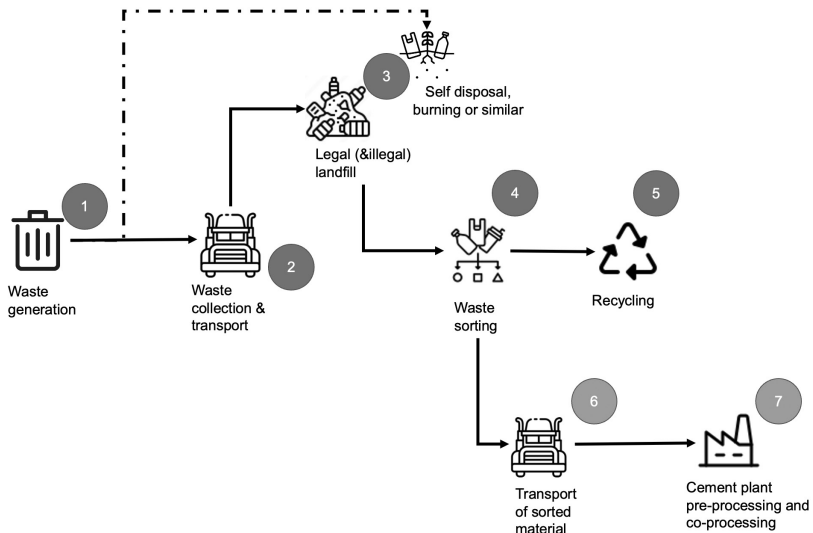 3
Self disposal,
burning or similar
Legal (&illegal)
landfill
1
Waste
generation
2
Waste
collection &
transport
4
Waste
sorting
5
Recycling
6
Transport
of sorted
material
7
Cement plant
pre-processing and
co-processing